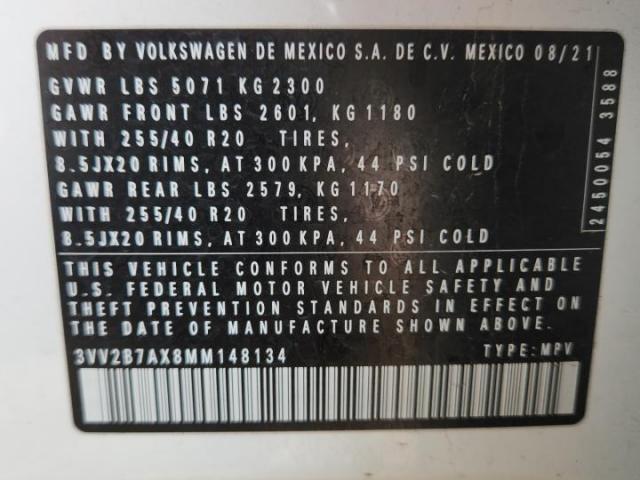 MFD BY VOLKSWAGEN DE MEXICO S.A. DE C.V. MEXICO 08/21
GVWR LBS 5071 KG 2300
GAWR FRONT LBS 2601, KG 1180
WITH 255/40 R20 TIRES,
8.5JX20 RIMS, AT 300 KPA, 44 PSI COLD
GAWR REAR LBS 2579, KG 1170
WITH 255/40 R20 TIRES,
8.5JX20 RIMS, AT 300 KPA, 44 PSI COLD
2450054 3588
THIS VEHICLE CONFORMS TO ALL APPLICABLE
U.S. FEDERAL MOTOR VEHICLE SAFETY AND
THEFT PREVENTION STANDARDS IN EFFECT ON
THE DATE OF MANUFACTURE SHOWN ABOVE.
3VV2B7AX8MM148134 TYPE: MPV